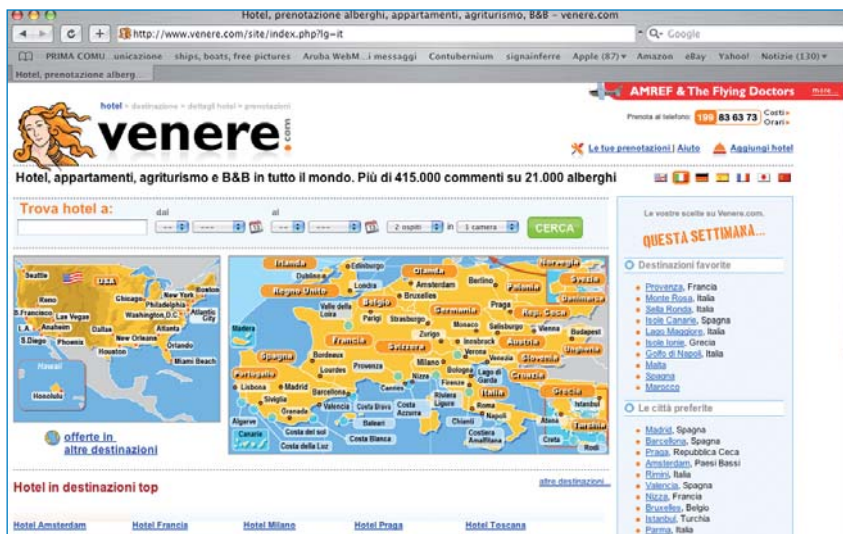 Hotel, prenotazione alberghi, appartamenti, agriturismo, B&B – venere.com
http://www.venere.com/site/index.php?lg=it
Google
PRIMA COMU...unicazione ships, boats, free pictures Aruba WebM...i messaggi Contubernium signainferre Apple (87) Amazon eBay Yahoo! Notizie (130)
Hotel, prenotazione alberg...
AMREF & The Flying Doctors more...
hotel > destinazione > dettagli hotel > prenotazioni
venere.com
Prenota al telefono: 199 83 63 73 Costi Orari
Le tue prenotazioni | Aiuto Aggiungi hotel
Hotel, appartamenti, agriturismo e B&B in tutto il mondo. Più di 415.000 commenti su 21.000 alberghi
Trova hotel a:
dal
al
-- --- -- --- 2 ospiti in 1 camera CERCA
Seattle
USA
Boston
Reno
Chicago
New York
Philadelphia
S.Francisco
Las Vegas
Washington,D.C.
Atlantic City
L.A.
Anaheim
Dallas
Atlanta
S.Diego
Phoenix
New Orleans
Houston
Orlando
Miami Beach
Hawaii
Honolulu
Irlanda
Edinburgo
Olanda
Norvegia
Dublino
Londra
Amsterdam
Berlino
Svezia
Regno Unito
Bruxelles
Polonia
Danimarca
Belgio
Germania
Praga
Rep. Ceca
Valle della Loira
Parigi
Strasburgo
Monaco
Salisburgo
Vienna
Budapest
Madeira
Zurigo
Innsbruck
Austria
Ungheria
Spagna
Bordeaux
Francia
Svizzera
Milano
Verona
Venezia
Slovenia
Portogallo
Lourdes
Provenza
Nizza
Bologna
Lago di Garda
Croazia
Lisbona
Madrid
Barcellona
Cannes
Firenze
Italia
Grecia
Siviglia
Valencia
Costa Brava
Costa Azzurra
Riviera Ligure
Roma
Istanbul
Granada
Napoli
Atene
Turchia
Algarve
Costa del sol
Baleari
Chianti
Costiera Amalfitana
Canarie
Costa della Luz
Costa Blanca
Creta
Rodi
offerte in
altre destinazioni
Hotel in destinazioni top
altre destinazioni...
Hotel Amsterdam Hotel Francia Hotel Milano Hotel Praga Hotel Toscana
Le vostre scelte su Venere.com.
QUESTA SETTIMANA...
Destinazioni favorite
Provenza, Francia
Monte Rosa, Italia
Sella Ronda, Italia
Isole Canarie, Spagna
Lago Maggiore, Italia
Isole Ionie, Grecia
Golfo di Napoli, Italia
Malta
Spagna
Marocco
Le città preferite
Madrid, Spagna
Barcellona, Spagna
Praga, Repubblica Ceca
Amsterdam, Paesi Bassi
Rimini, Italia
Valencia, Spagna
Nizza, Francia
Bruxelles, Belgio
Istanbul, Turchia
Parma, Italia